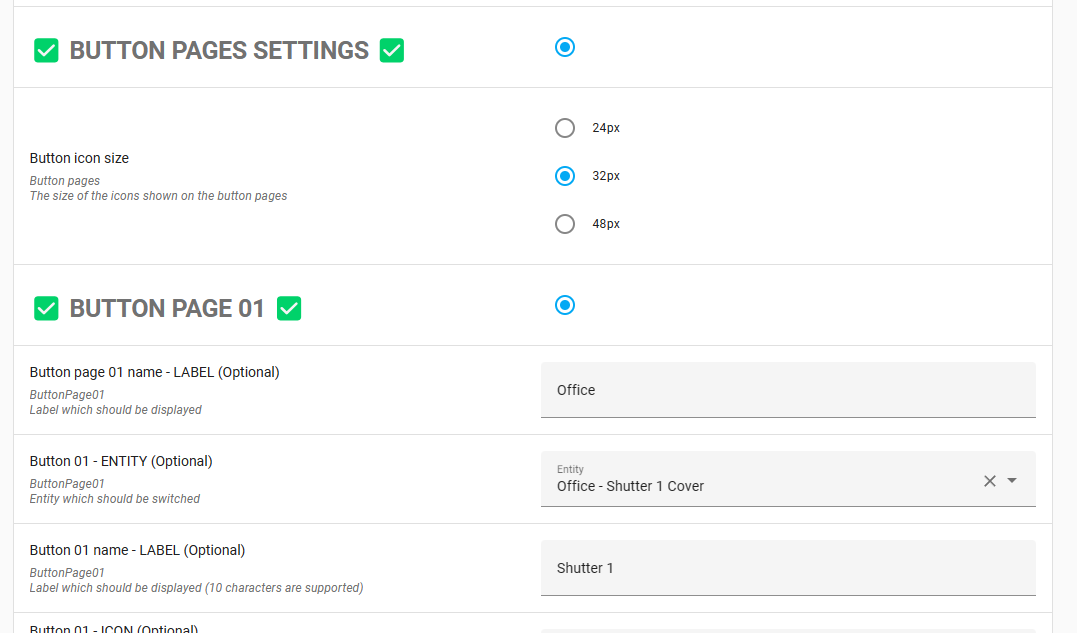 BUTTON PAGES SETTINGS
Button icon size
Button pages
The size of the icons shown on the button pages
24px
32px
48px
BUTTON PAGE 01
Button page 01 name - LABEL (Optional)
ButtonPage01
Label which should be displayed
Office
Button 01 - ENTITY (Optional)
ButtonPage01
Entity which should be switched
Entity
Office - Shutter 1 Cover
Button 01 name - LABEL (Optional)
ButtonPage01
Label which should be displayed (10 characters are supported)
Shutter 1
Button 01 - ICON (Optional)